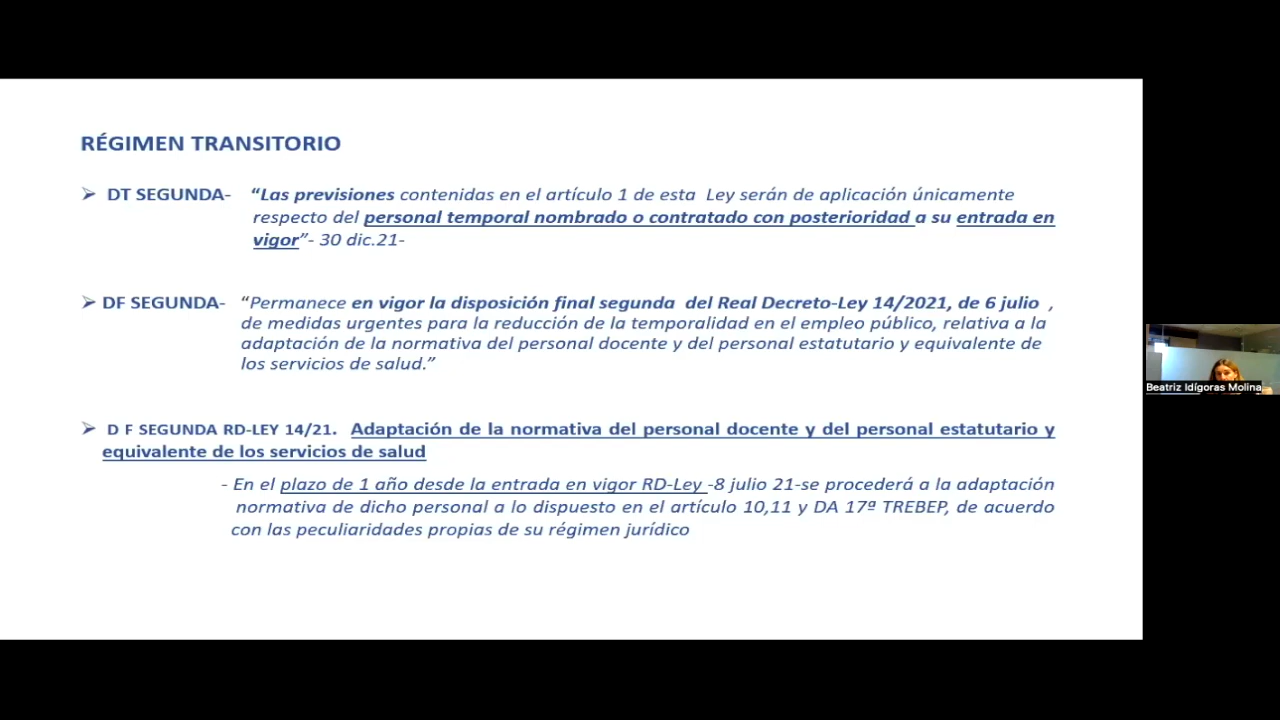 RÉGIMEN TRANSITORIO
➢ DT SEGUNDA- “Las previsiones contenidas en el artículo 1 de esta Ley serán de aplicación únicamente
respecto del personal temporal nombrado o contratado con posterioridad a su entrada en
vigor”- 30 dic.21-
➢ DF SEGUNDA- “Permanece en vigor la disposición final segunda del Real Decreto-Ley 14/2021, de 6 julio ,
de medidas urgentes para la reducción de la temporalidad en el empleo público, relativa a la
adaptación de la normativa del personal docente y del personal estatutario y equivalente de
los servicios de salud.”
➢ D F SEGUNDA RD-LEY 14/21. Adaptación de la normativa del personal docente y del personal estatutario y
equivalente de los servicios de salud
- En el plazo de 1 año desde la entrada en vigor RD-Ley -8 julio 21-se procederá a la adaptación
normativa de dicho personal a lo dispuesto en el artículo 10,11 y DA 17ª TREBEP, de acuerdo
con las peculiaridades propias de su régimen jurídico
Beatriz Idígoras Molina